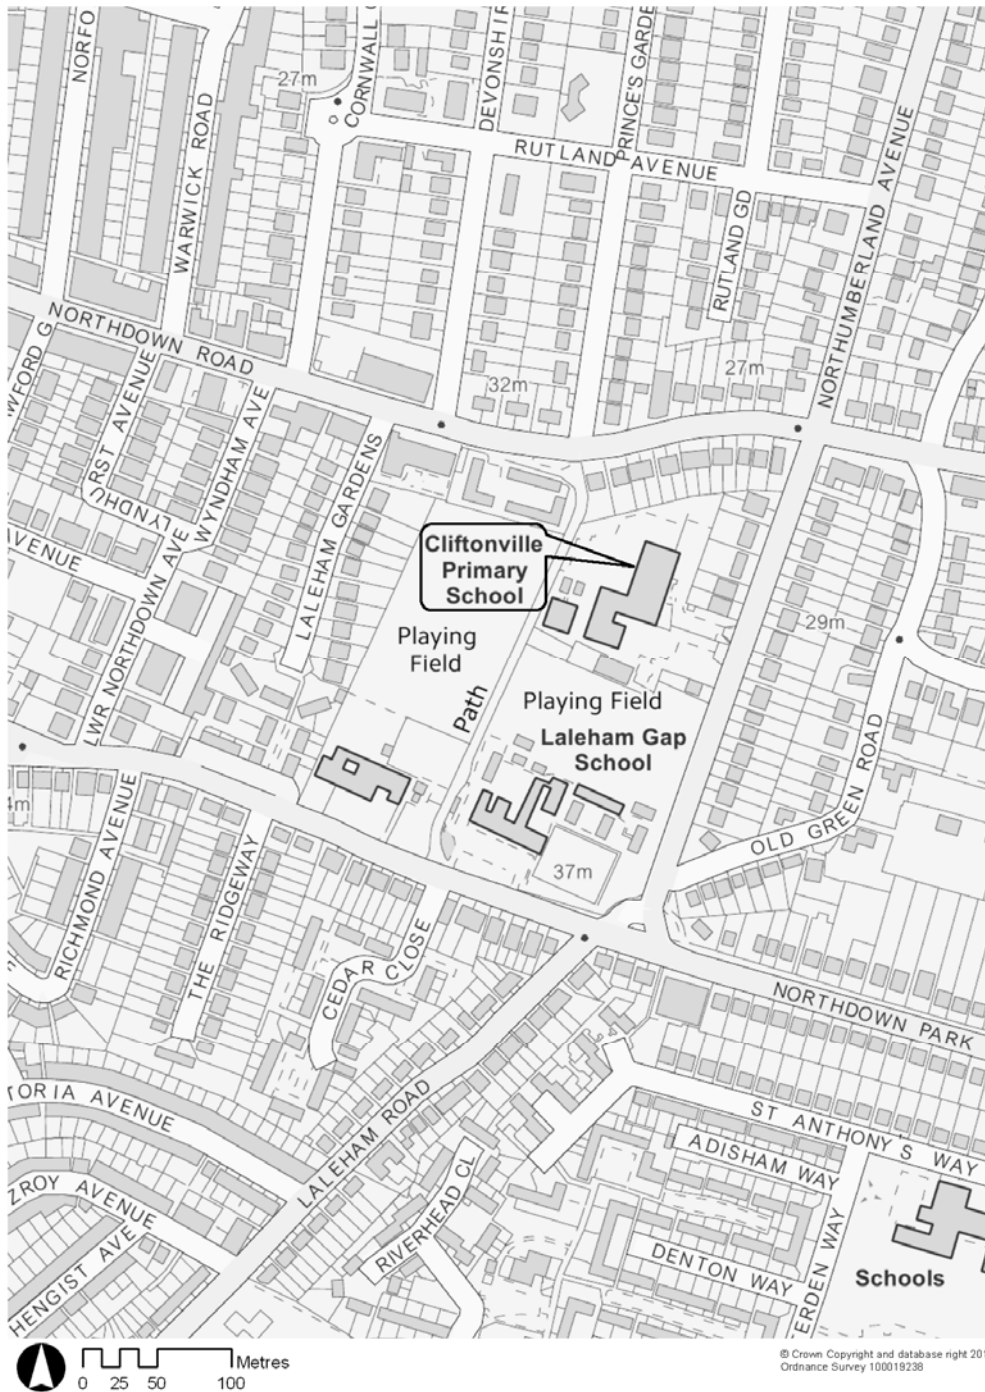 NORFO
WARWICK ROAD
27m
CORNWALL
DEVONSHIR
PRINCE'S GARDE
RUTLAND AVENUE
NORTHUMBERLAND AVENUE
RUTLAND GD
NORTHDOWN ROAD
WFORD G
RST AVENUE
LYNDHU
WYNDHAM AVE
32m
27m
LALEHAM GARDENS
AVENUE
LWR NORTHDOWN AVE
Cliftonville
Primary
School
Playing
Field
Path
Playing Field
Laleham Gap
School
29m
OLD GREEN ROAD
4m
RICHMOND AVENUE
THE RIDGEWAY
37m
CEDAR CLOSE
NORTHDOWN PARK
TORIA AVENUE
LALEHAM ROAD
ST ANTHONY'S WAY
ADISHAM WAY
ZROY AVENUE
HENGIST AVE
RIVERHEAD CL
DENTON WAY
ERDEN WAY
Schools
Metres
0 25 50 100
© Crown Copyright and database right 201
Ordnance Survey 100019238